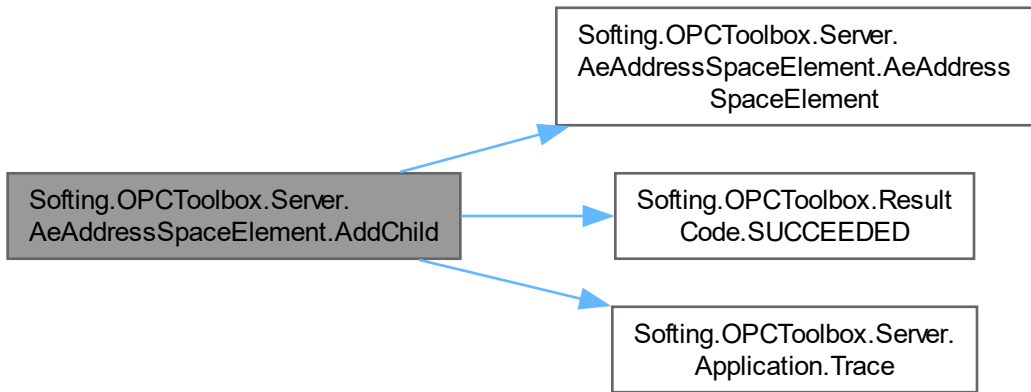 Softing.OPCToolbox.Server.
AeAddressSpaceElement.AeAddress
SpaceElement
Softing.OPCToolbox.Server.
AeAddressSpaceElement.AddChild
Softing.OPCToolbox.Result
Code.SUCCEEDED
Softing.OPCToolbox.Server.
Application.Trace